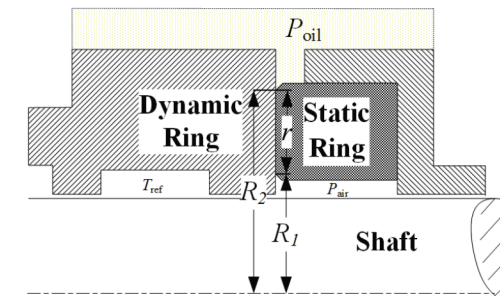 P_oil
Dynamic
Ring
Static
Ring
r
T_ref
R_2
P_air
R_1
Shaft